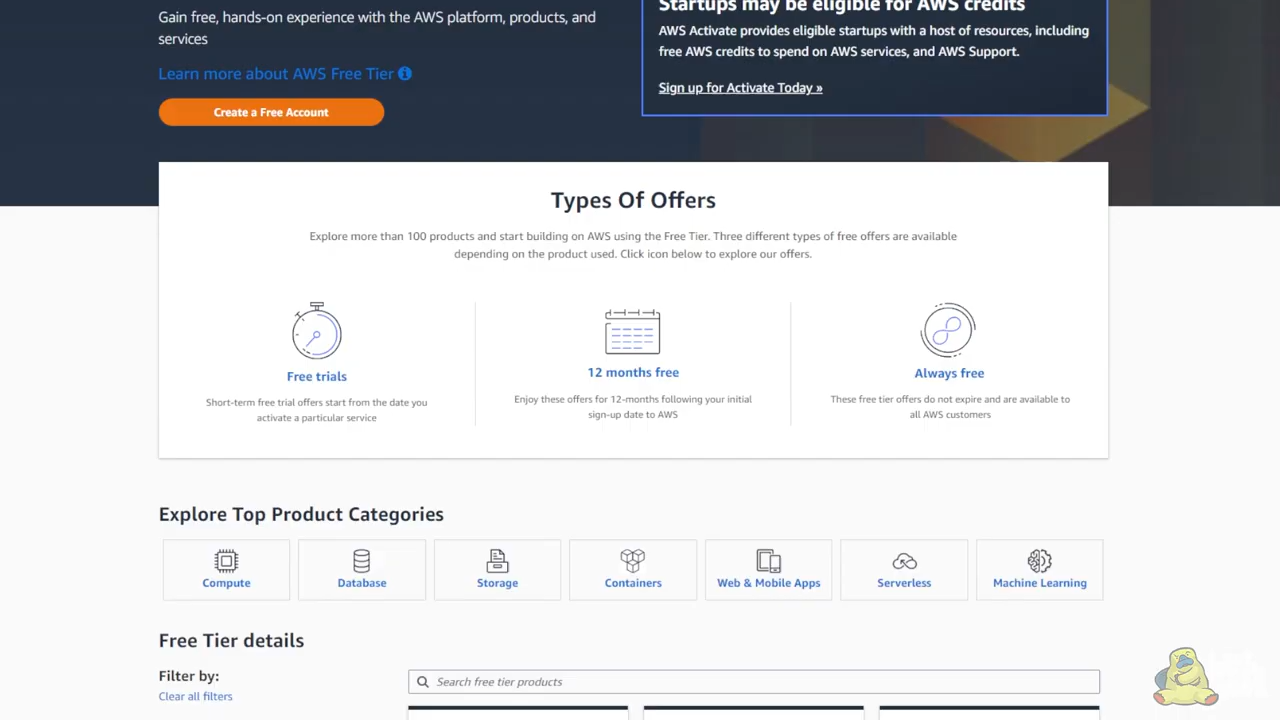 Gain free, hands-on experience with the AWS platform, products, and
services
Learn more about AWS Free Tier
Create a Free Account
Startups may be eligible for AWS credits
AWS Activate provides eligible startups with a host of resources, including
free AWS credits to spend on AWS services, and AWS Support.
Sign up for Activate Today »
Types Of Offers
Explore more than 100 products and start building on AWS using the Free Tier. Three different types of free offers are available
depending on the product used. Click icon below to explore our offers.
Free trials
Short-term free trial offers start from the date you
activate a particular service
12 months free
Enjoy these offers for 12-months following your initial
sign-up date to AWS
Always free
These free tier offers do not expire and are available to
all AWS customers
Explore Top Product Categories
Compute
Database
Storage
Containers
Web & Mobile Apps
Serverless
Machine Learning
Free Tier details
Filter by:
Clear all filters
Search free tier products